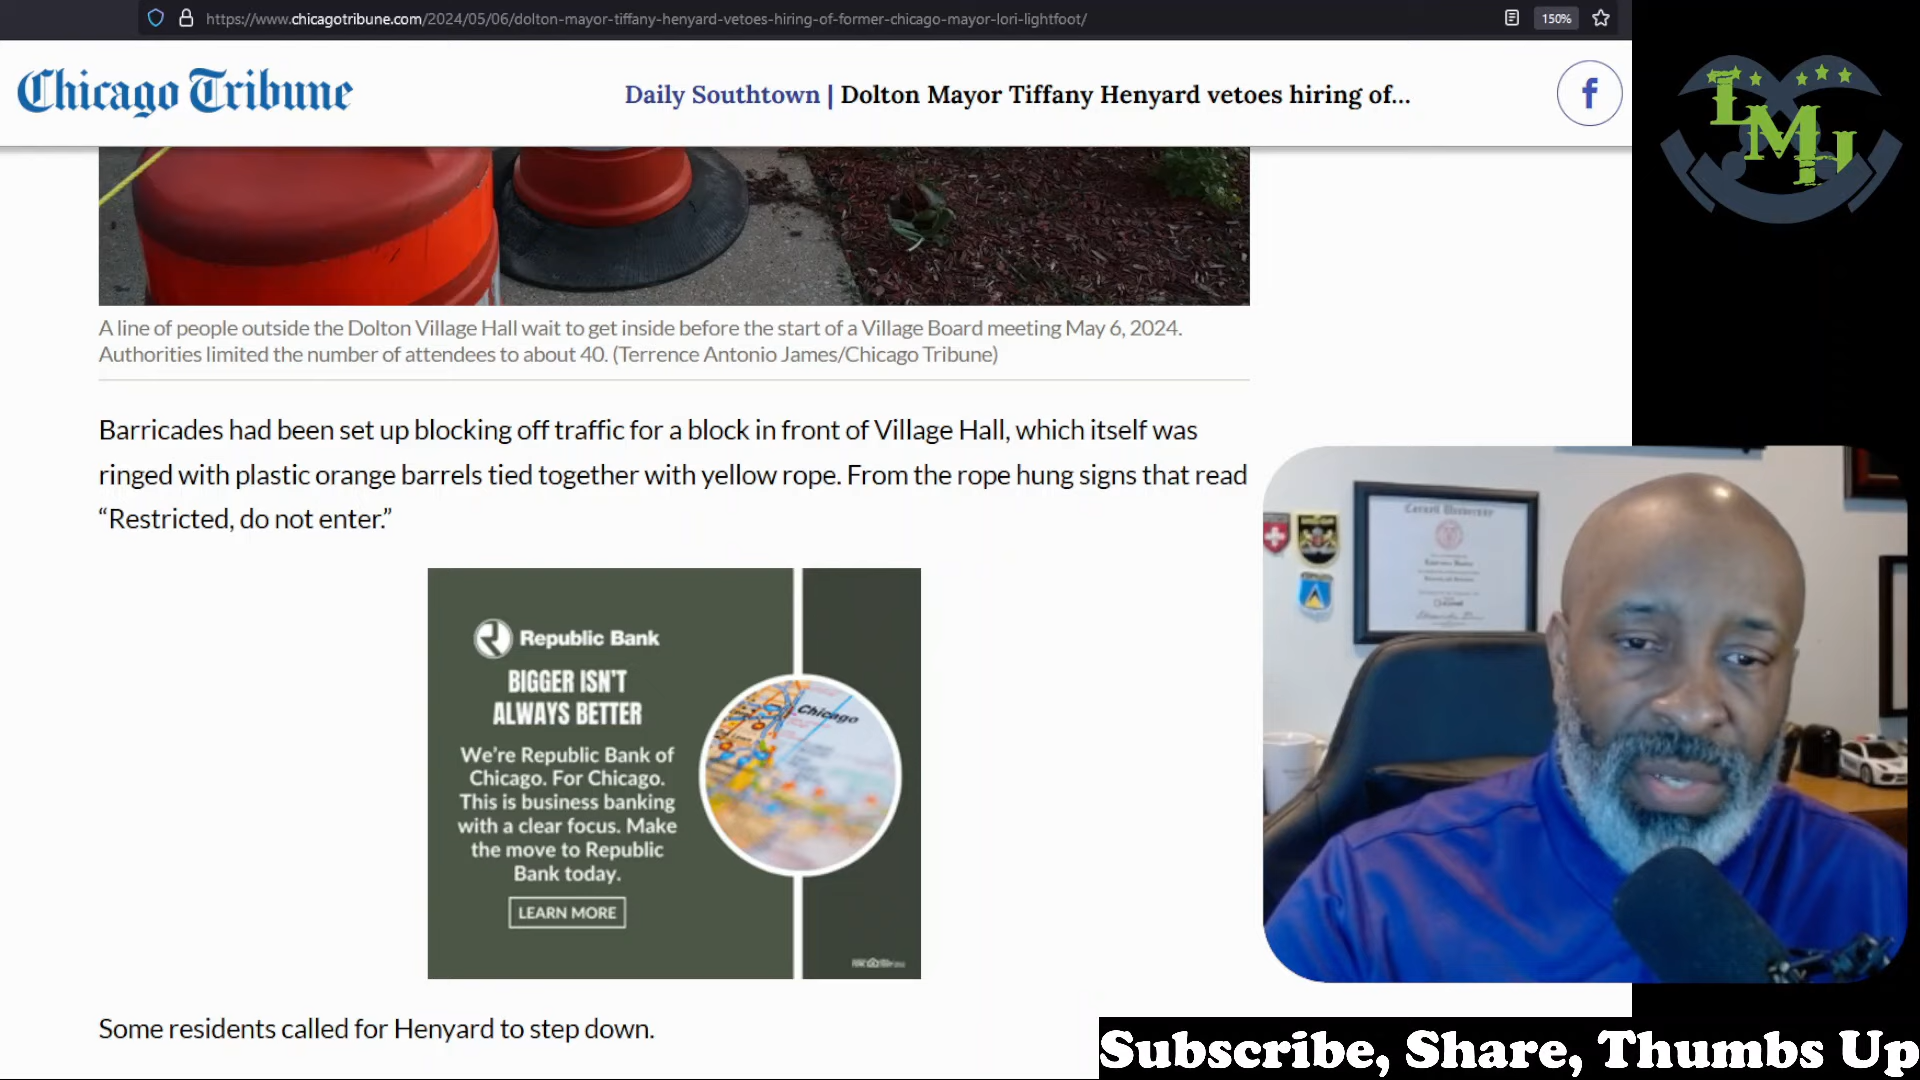 https://www.chicagotribune.com/2024/05/06/dolton-mayor-tiffany-henyard-vetoes-hiring-of-former-chicago-mayor-lori-lightfoot/
150%
Chicago Tribune
Daily Southtown | Dolton Mayor Tiffany Henyard vetoes hiring of...
f
LMJ
A line of people outside the Dolton Village Hall wait to get inside before the start of a Village Board meeting May 6, 2024.
Authorities limited the number of attendees to about 40. (Terrence Antonio James/Chicago Tribune)
Barricades had been set up blocking off traffic for a block in front of Village Hall, which itself was
ringed with plastic orange barrels tied together with yellow rope. From the rope hung signs that read
“Restricted, do not enter.”
Cornell University
Republic Bank
BIGGER ISN'T
ALWAYS BETTER
Chicago
We're Republic Bank of
Chicago. For Chicago.
This is business banking
with a clear focus. Make
the move to Republic
Bank today.
LEARN MORE
Some residents called for Henyard to step down.
Subscribe, Share, Thumbs Up